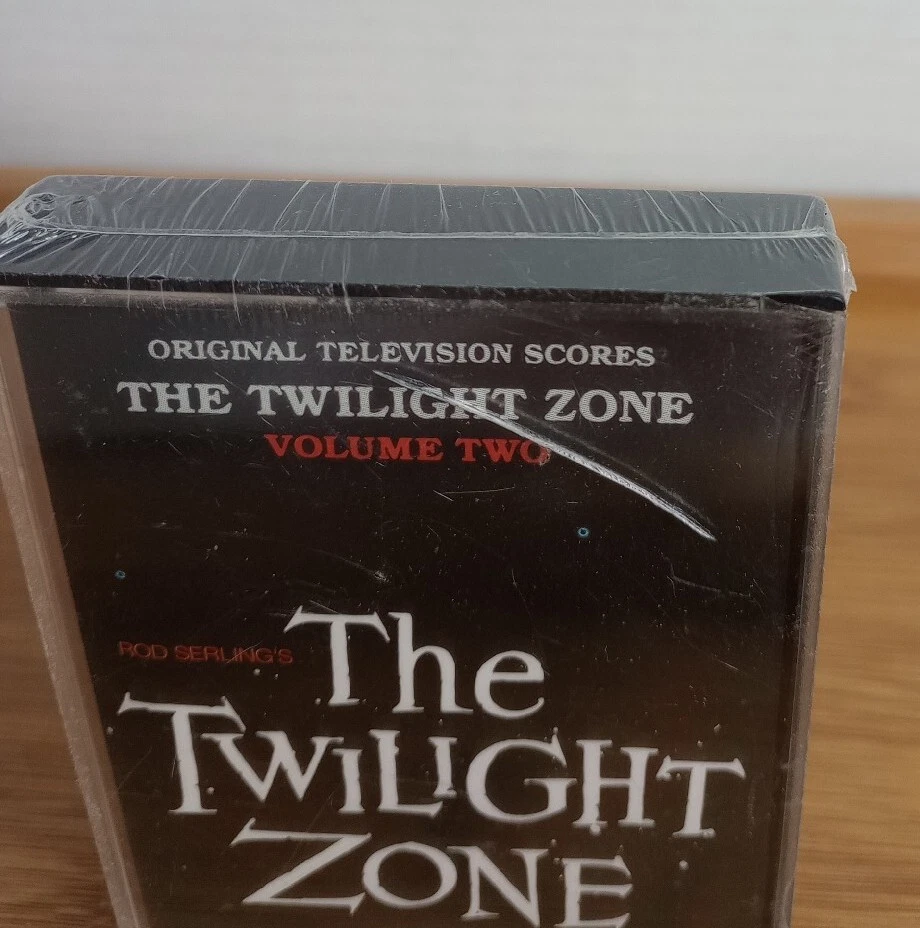 ORIGINAL TELEVISION SCORES
THE TWILIGHT ZONE
VOLUME TWO
ROD SERLING'S
The
TWILIGHT
ZONE